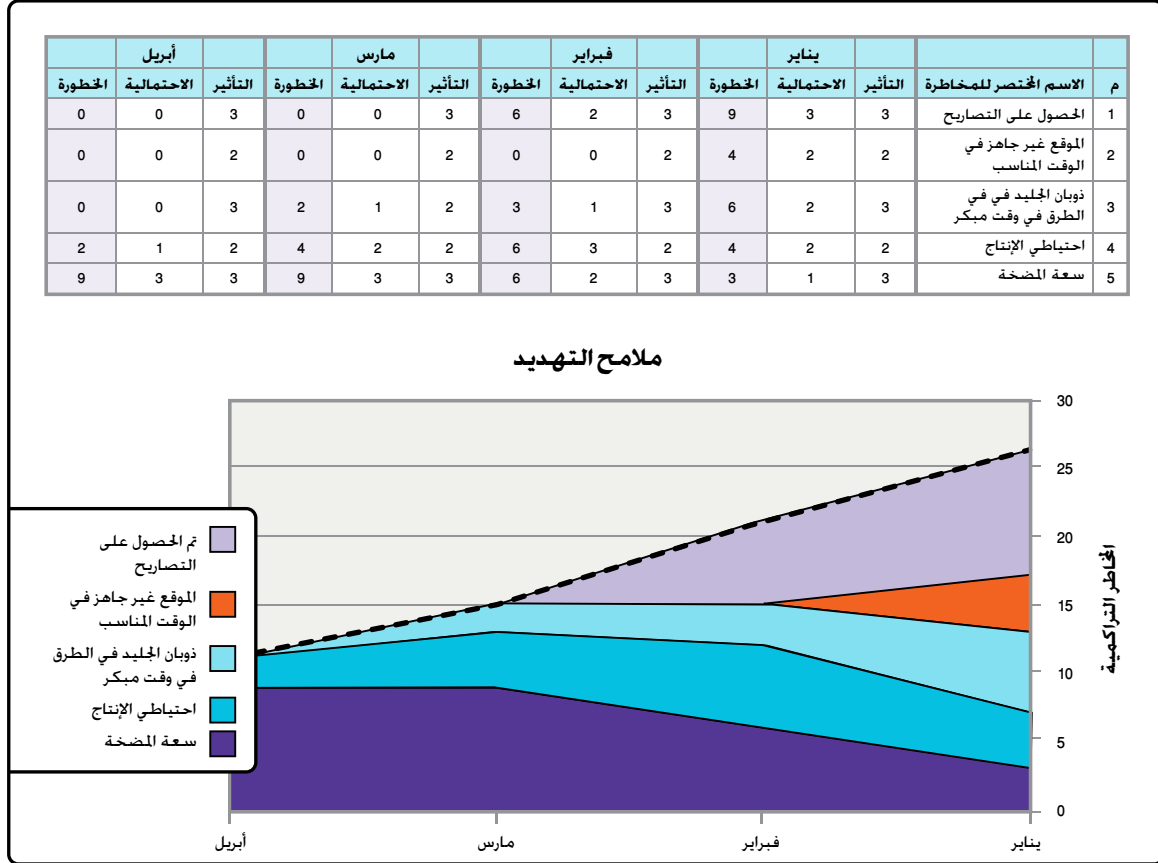 يناير فبراير مارس أبريل
م الاسم المختصر للمخاطرة التأثير الاحتمالية الخطورة التأثير الاحتمالية الخطورة التأثير الاحتمالية الخطورة التأثير الاحتمالية الخطورة
1 الحصول على التصاريح 3 3 9 3 2 6 3 0 0 3 0 0
2 الموقع غير جاهز في
الوقت المناسب 2 2 4 2 0 0 2 0 0 2 0 0
3 ذوبان الجليد في في
الطرق في وقت مبكر 3 2 6 3 1 3 2 1 2 3 0 0
4 احتياطي الإنتاج 2 2 4 2 3 6 2 2 4 2 1 2
5 سعة المضخة 3 1 3 3 2 6 3 3 9 3 3 9
ملامح التهديد
30
25
20
15
10
5
0
المخاطر التراكمية
يناير فبراير مارس أبريل
تم الحصول على
التصاريح
الموقع غير جاهز في
الوقت المناسب
ذوبان الجليد في الطرق
في وقت مبكر
احتياطي الإنتاج
سعة المضخة